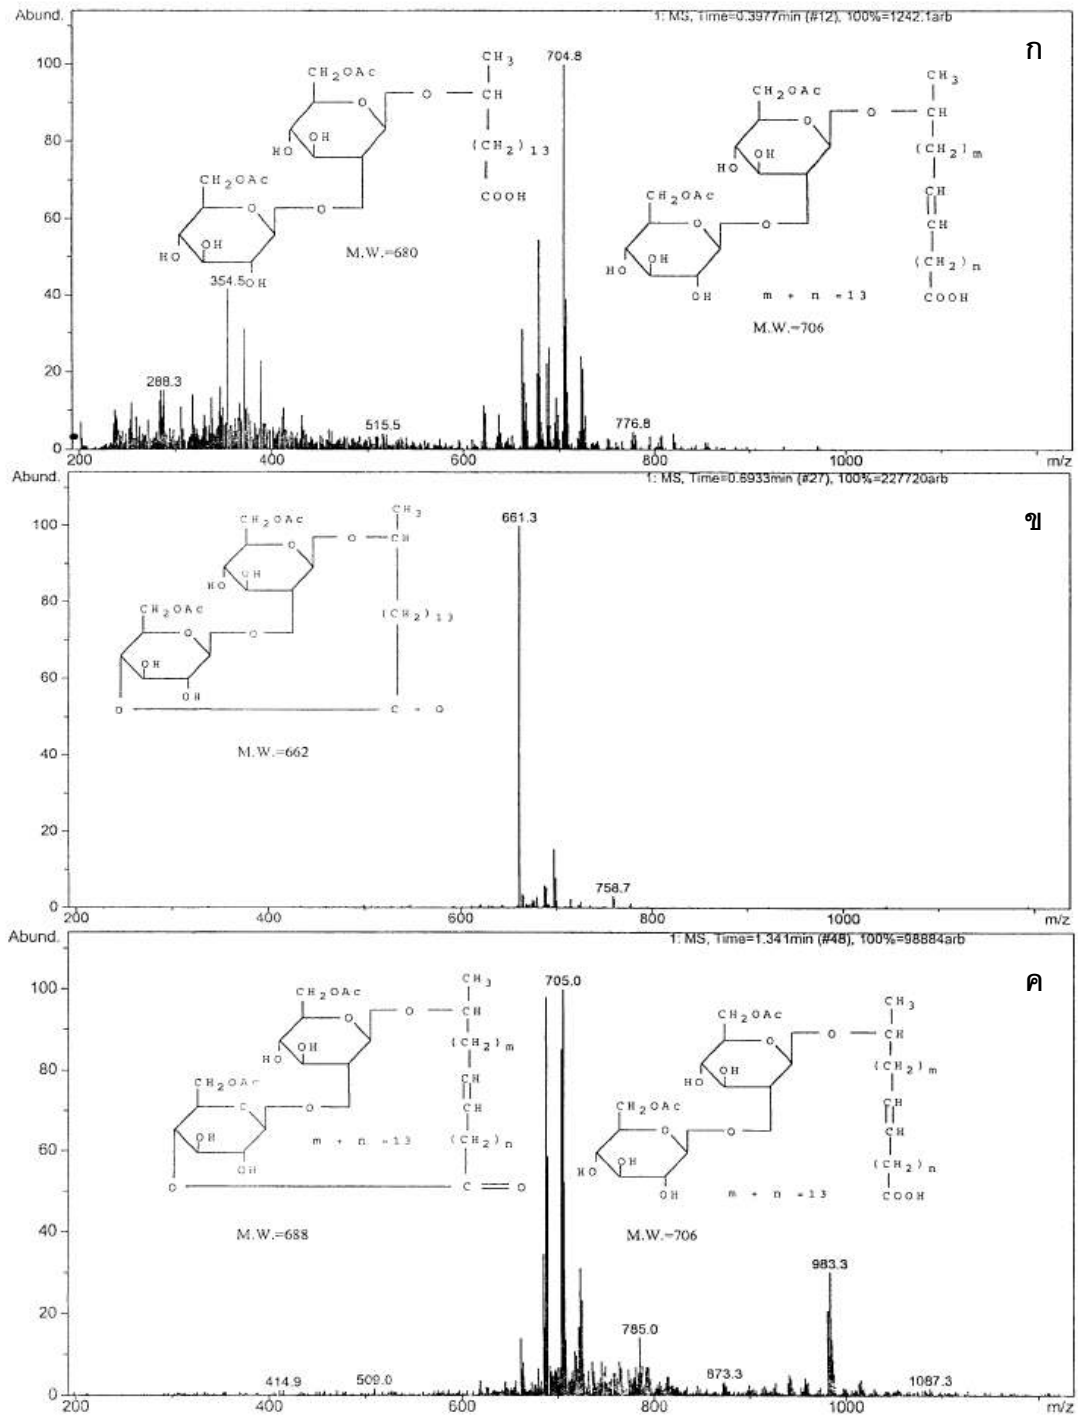 Abund.
1: MS, Time=0.3977min (#12), 100%=1242.1arb
ก
100
80
60
40
20
0
704.8
354.5
288.3
515.5
776.8
CH2OAc
O
O
CH3
CH
(CH2)13
COOH
OH
HO
CH2OAc
O
O
OH
HO
OH
M.W.=680
CH2OAc
O
O
CH3
CH
(CH2)m
CH
CH
(CH2)n
COOH
OH
HO
CH2OAc
O
O
OH
HO
OH
m + n =13
M.W.=706
200
400
600
800
1000
m/z
Abund.
1: MS, Time=0.6933min (#27), 100%=227720arb
ข
100
80
60
40
20
0
661.3
758.7
CH2OAc
O
O
CH3
CH
OH
HO
(CH2)13
CH2OAc
O
O
OH
OH
O
C = O
M.W.=662
200
400
600
800
1000
m/z
Abund.
1: MS, Time=1.341min (#48), 100%=98884arb
ค
100
80
60
40
20
0
705.0
983.3
785.0
414.9
509.0
873.3
1087.3
CH2OAc
O
O
CH3
CH
(CH2)m
CH
CH
(CH2)n
OH
HO
CH2OAc
O
OH
OH
m + n =13
O
C
O
M.W.=688
CH2OAc
O
O
CH3
CH
(CH2)m
CH
CH
(CH2)n
COOH
OH
HO
CH2OAc
O
O
OH
HO
OH
m + n =13
M.W.=706
200
400
600
800
1000
m/z